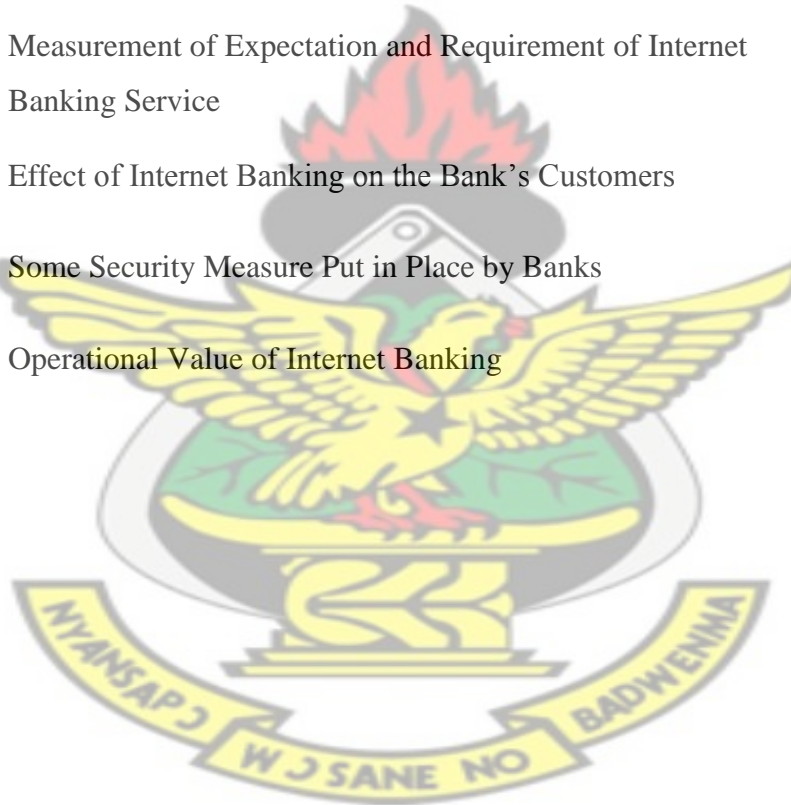 Measurement of Expectation and Requirement of Internet
Banking Service
Effect of Internet Banking on the Bank’s Customers
Some Security Measure Put in Place by Banks
Operational Value of Internet Banking
NYANSAPƆ
WƆSANE NO
BADWENMA